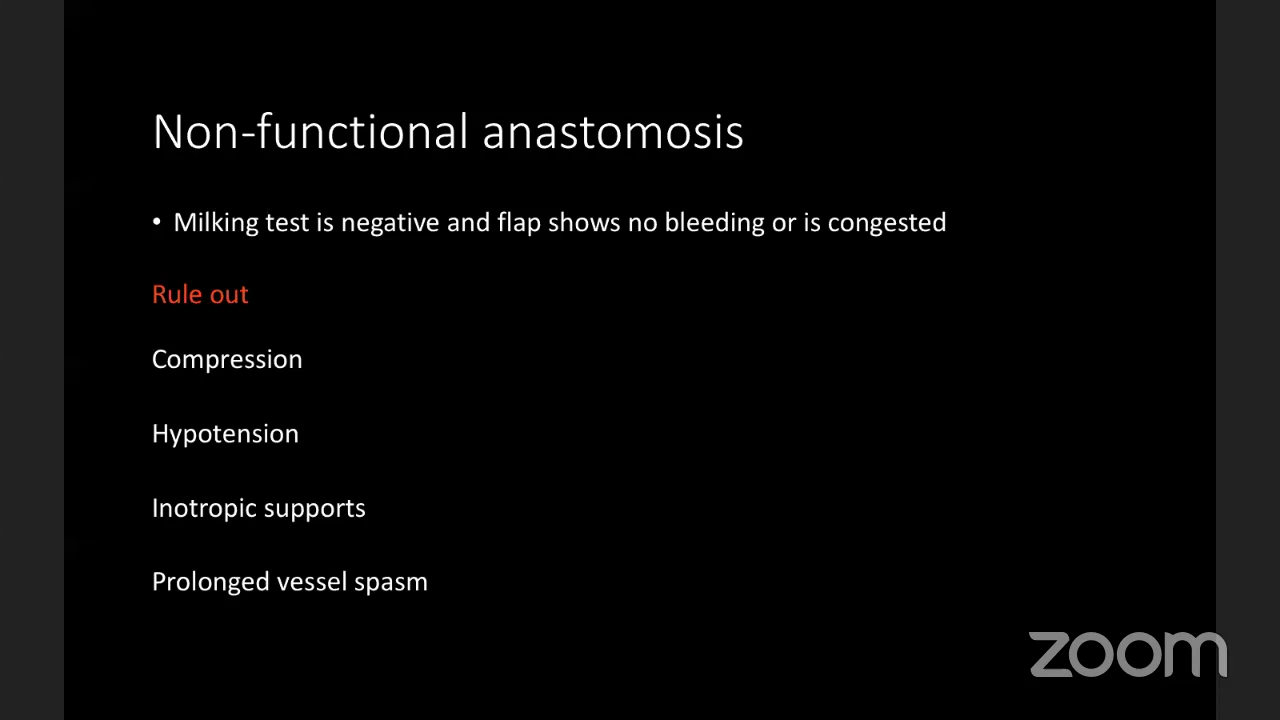 Non-functional anastomosis
• Milking test is negative and flap shows no bleeding or is congested
Rule out
Compression
Hypotension
Inotropic supports
Prolonged vessel spasm
zoom